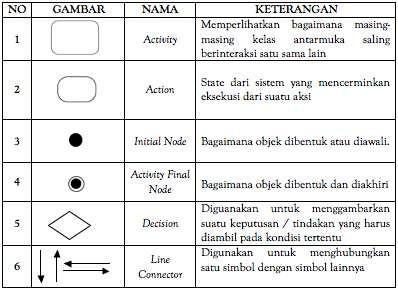 NO GAMBAR NAMA KETERANGAN
1 Activity Memperlihatkan bagaimana masing-
masing kelas antarmuka saling
berinteraksi satu sama lain
2 Action State dari sistem yang mencerminkan
eksekusi dari suatu aksi
3 Initial Node Bagaimana objek dibentuk atau diawali.
4 Activity Final
Node Bagaimana objek dibentuk dan diakhiri
5 Decision Diguanakan untuk menggambarkan
suatu keputusan / tindakan yang harus
diambil pada kondisi tertentu
6 Line
Connector Digunakan untuk menghubungkan
satu simbol dengan simbol lainnya